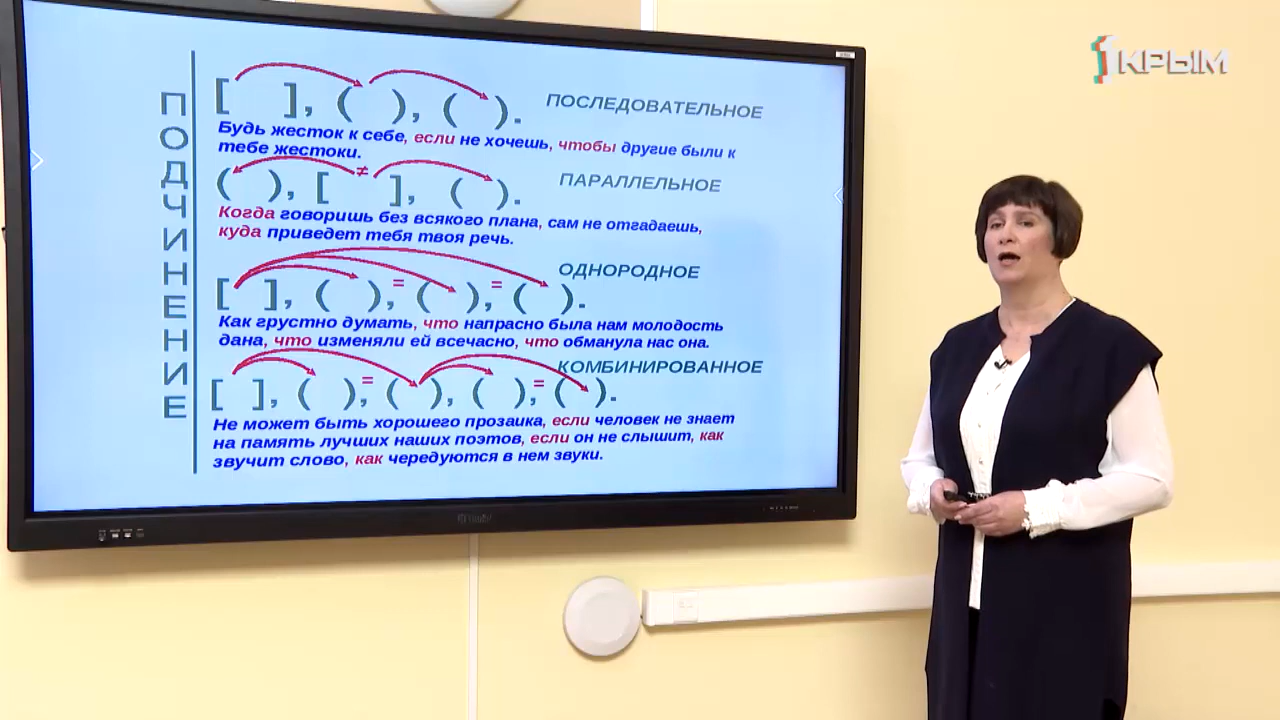 1 КРЫМ
ПОДЧИНЕНИЕ
[ ], ( ), ( ).
ПОСЛЕДОВАТЕЛЬНОЕ
Будь жесток к себе, если не хочешь, чтобы другие были к
тебе жестоки.
( ), [ ≠ ], ( ).
ПАРАЛЛЕЛЬНОЕ
Когда говоришь без всякого плана, сам не отгадаешь,
куда приведет тебя твоя речь.
ОДНОРОДНОЕ
[ ], ( ), = ( ), = ( ).
Как грустно думать, что напрасно была нам молодость
дана, что изменяли ей всечасно, что обманула нас она.
КОМБИНИРОВАННОЕ
[ ], ( ), = ( ), ( ), = ( ).
Не может быть хорошего прозаика, если человек не знает
на память лучших наших поэтов, если он не слышит, как
звучит слово, как чередуются в нем звуки.